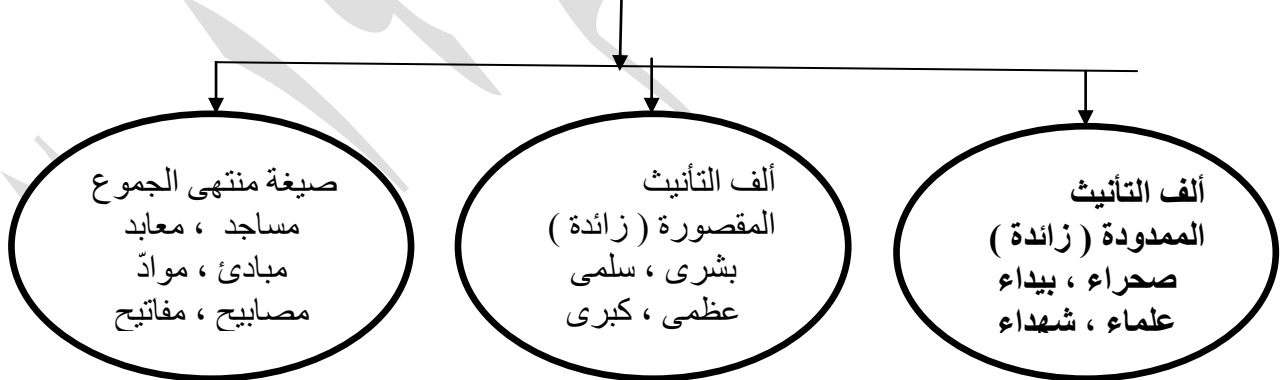 ألف التأنيث
الممدودة ( زائدة )
صحراء ، بيداء
علماء ، شهداء
ألف التأنيث
المقصورة ( زائدة )
بشرى ، سلمى
عظمى ، كبرى
صيغة منتهى الجموع
مساجد ، معابد
مبادئ ، موادّ
مصابيح ، مفاتيح